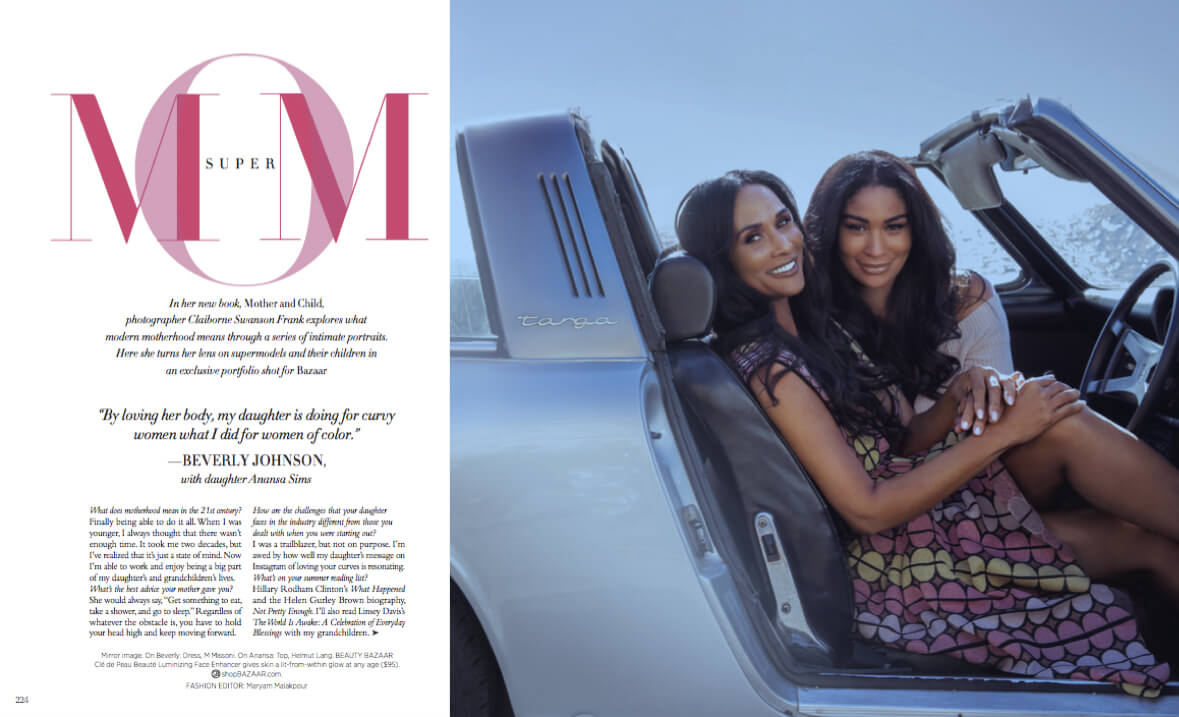 MOM
SUPER
In her new book, Mother and Child,
photographer Claiborne Swanson Frank explores what
modern motherhood means through a series of intimate portraits.
Here she turns her lens on supermodels and their children in
an exclusive portfolio shot for Bazaar
“By loving her body, my daughter is doing for curvy
women what I did for women of color.”
—BEVERLY JOHNSON,
with daughter Anansa Sims
What does motherhood mean in the 21st century?
Finally being able to do it all. When I was
younger, I always thought that there wasn’t
enough time. It took me two decades, but
I’ve realized that it’s just a state of mind. Now
I’m able to work and enjoy being a big part
of my daughter’s and grandchildren’s lives.
What’s the best advice your mother gave you?
She would always say, “Get something to eat,
take a shower, and go to sleep.” Regardless of
whatever the obstacle is, you have to hold
your head high and keep moving forward.
How are the challenges that your daughter
faces in the industry different from those you
dealt with when you were starting out?
I was a trailblazer, but not on purpose. I’m
awed by how well my daughter’s message on
Instagram of loving your curves is resonating.
What’s on your summer reading list?
Hillary Rodham Clinton’s What Happened
and the Helen Gurley Brown biography,
Not Pretty Enough. I’ll also read Linsey Davis’s
The World Is Awake: A Celebration of Everyday
Blessings with my grandchildren. ➤
Mirror image. On Beverly: Dress, M Missoni. On Anansa: Top, Helmut Lang. BEAUTY BAZAAR
Clé de Peau Beauté Luminizing Face Enhancer gives skin a lit-from-within glow at any age ($95).
shopBAZAAR.com.
FASHION EDITOR: Maryam Malakpour
224
targa